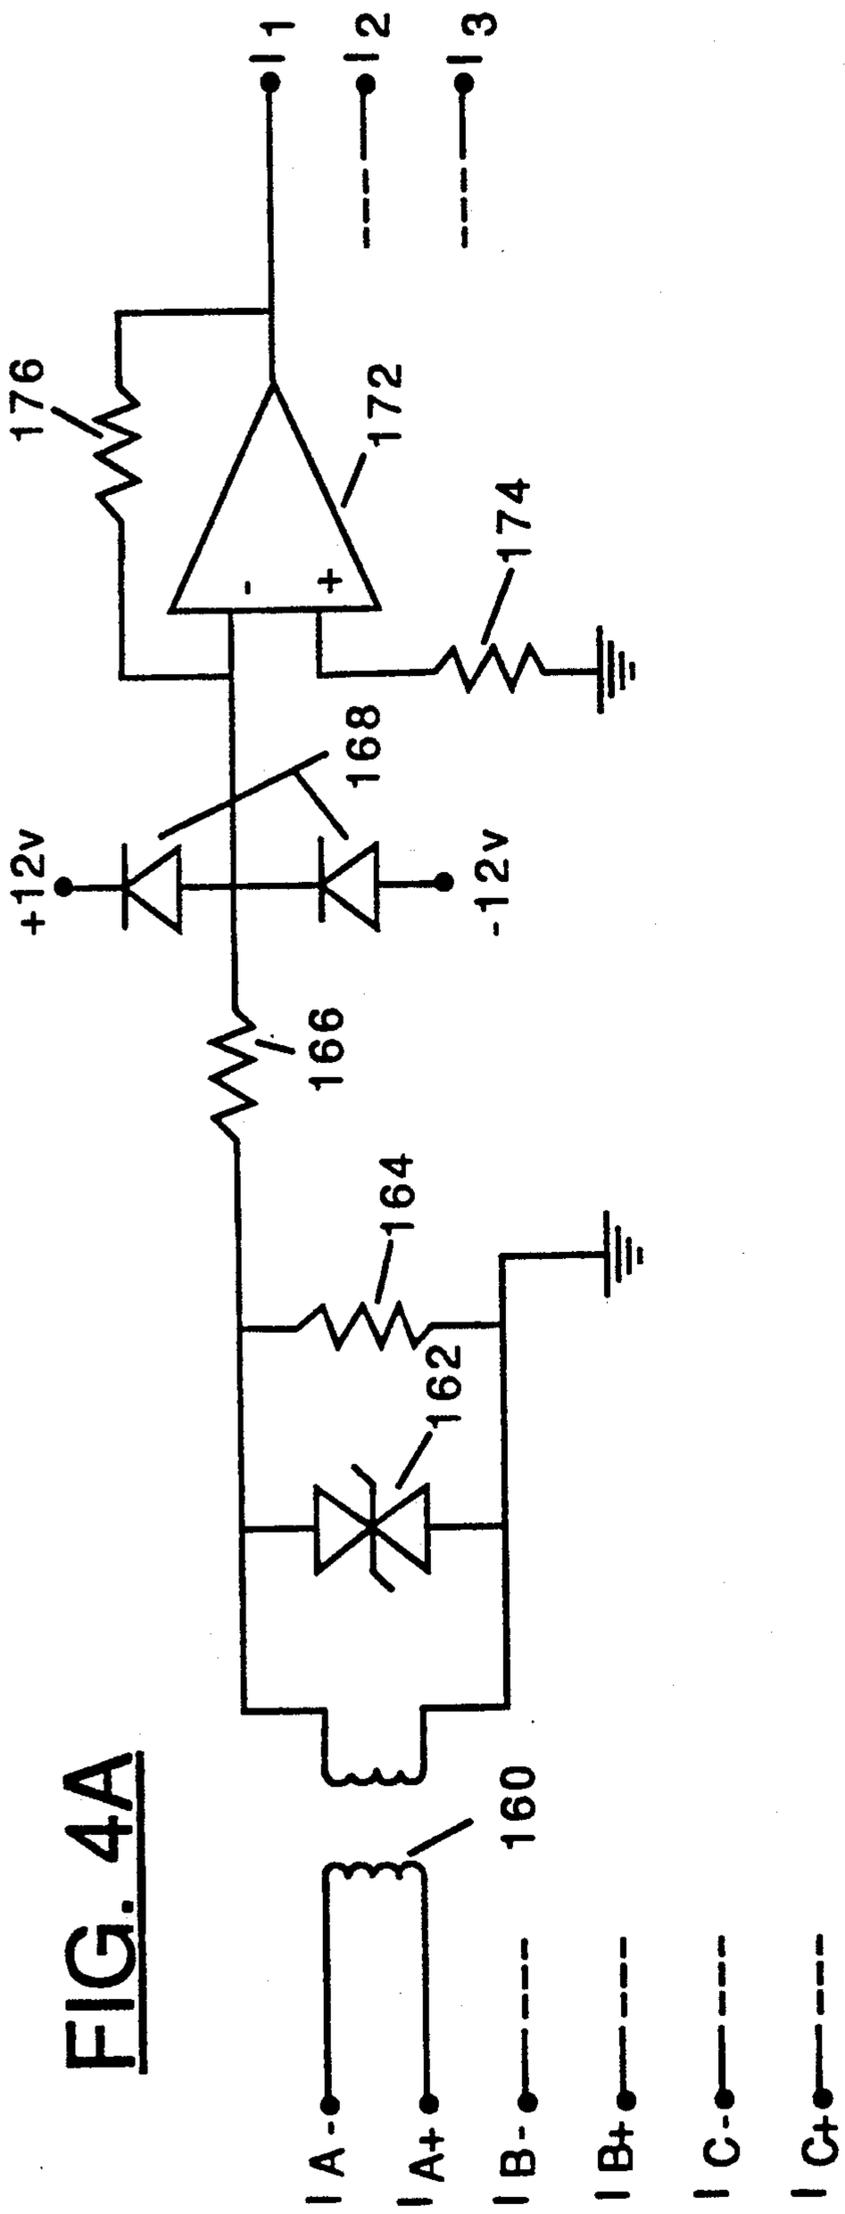 FIG. 4A
I A-
I A+
I B-
I B+
I C-
I C+
160
162
164
166
+12v
168
-12v
176
-
+
172
174
I 1
I 2
I 3